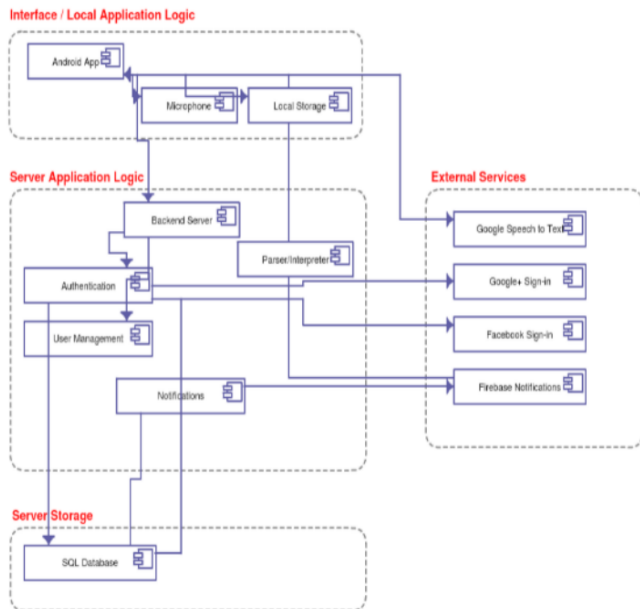 Interface / Local Application Logic
Android App
Microphone
Local Storage
Server Application Logic
External Services
Backend Server
Google Speech to Text
Parser/Interpreter
Authentication
Google+ Sign-in
User Management
Facebook Sign-in
Notifications
Firebase Notifications
Server Storage
SQL Database